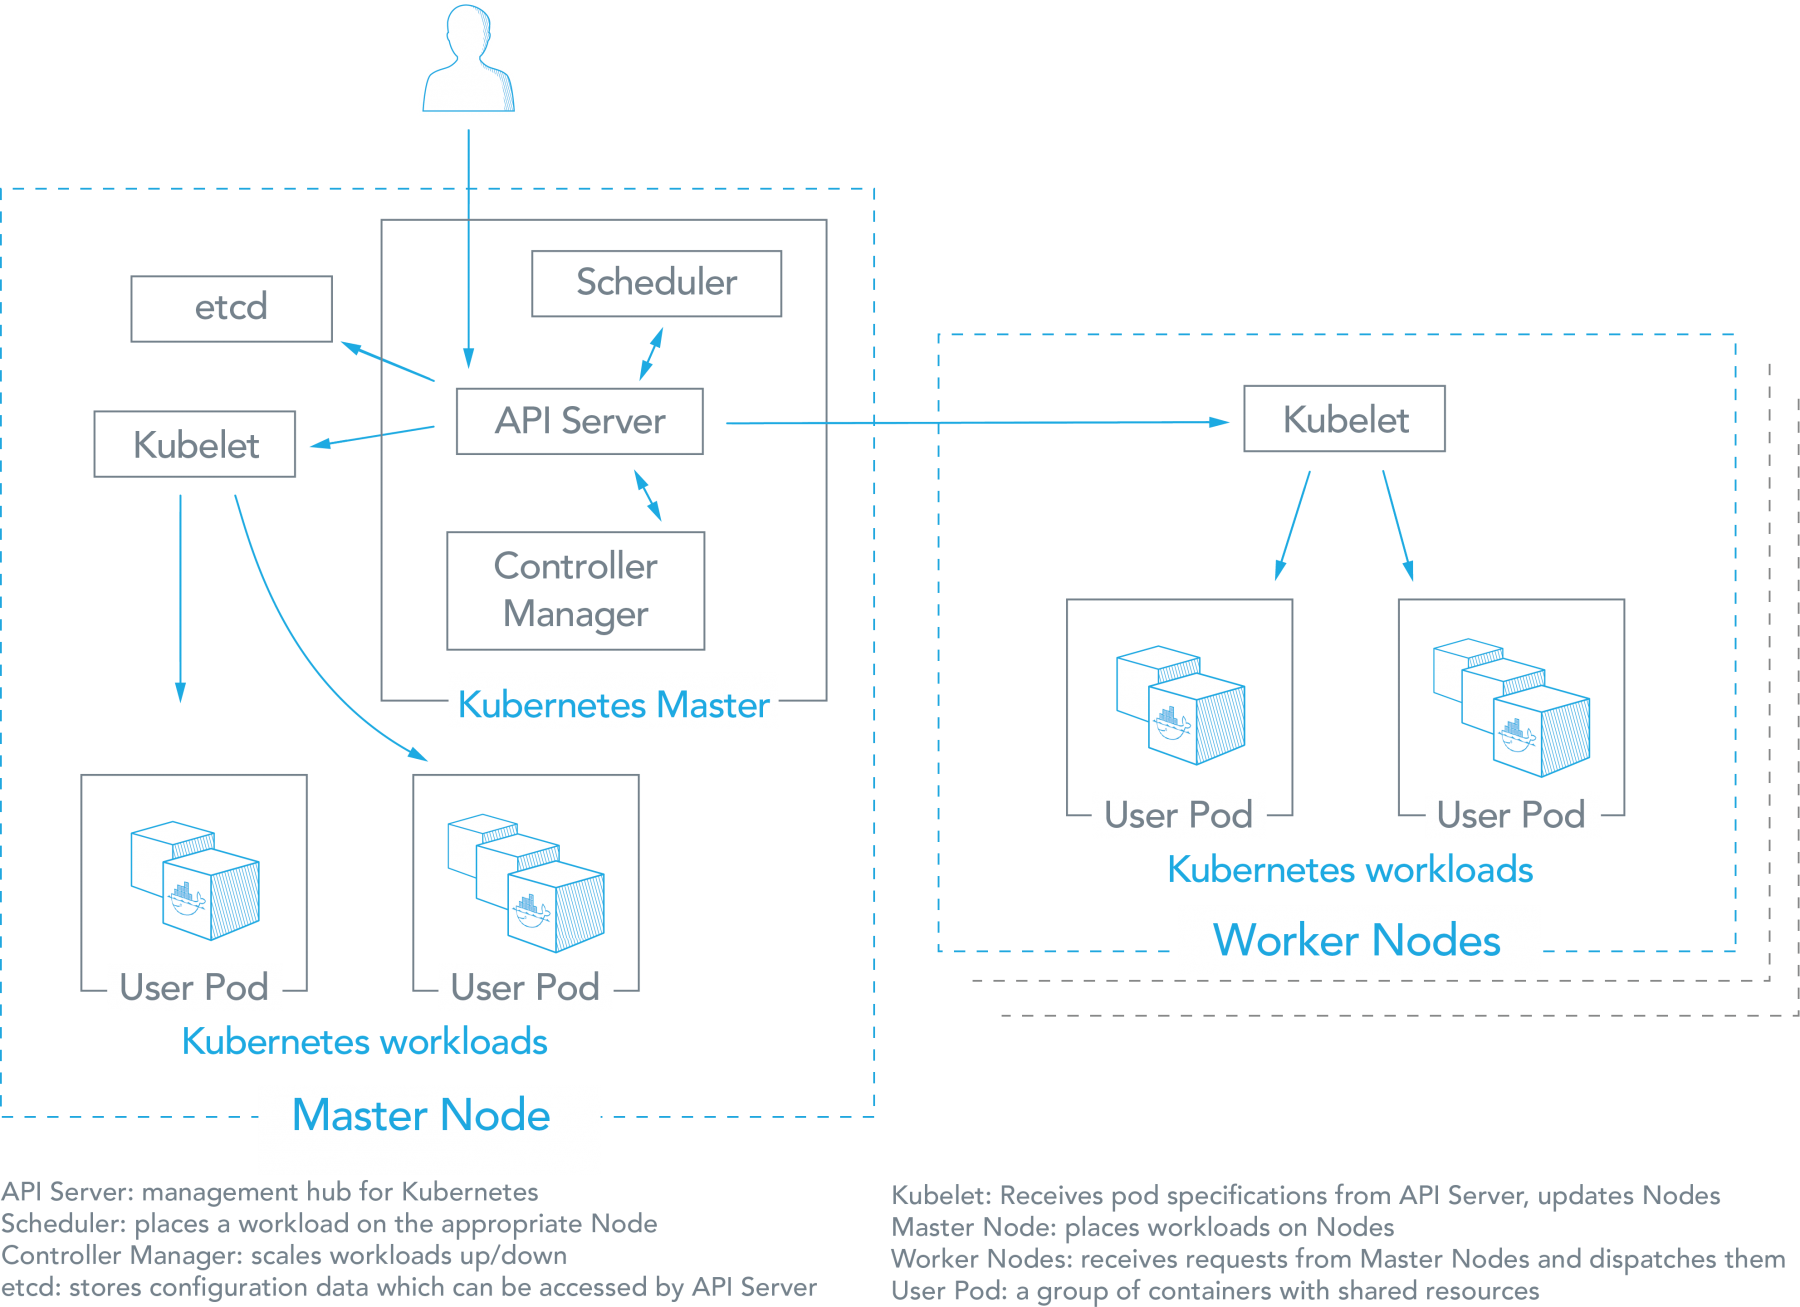 Scheduler
etcd
API Server
Kubelet
Kubelet
Controller
Manager
Kubernetes Master
User Pod
User Pod
Kubernetes workloads
Worker Nodes
User Pod
User Pod
Kubernetes workloads
Master Node
API Server: management hub for Kubernetes
Scheduler: places a workload on the appropriate Node
Controller Manager: scales workloads up/down
etcd: stores configuration data which can be accessed by API Server
Kubelet: Receives pod specifications from API Server, updates Nodes
Master Node: places workloads on Nodes
Worker Nodes: receives requests from Master Nodes and dispatches them
User Pod: a group of containers with shared resources